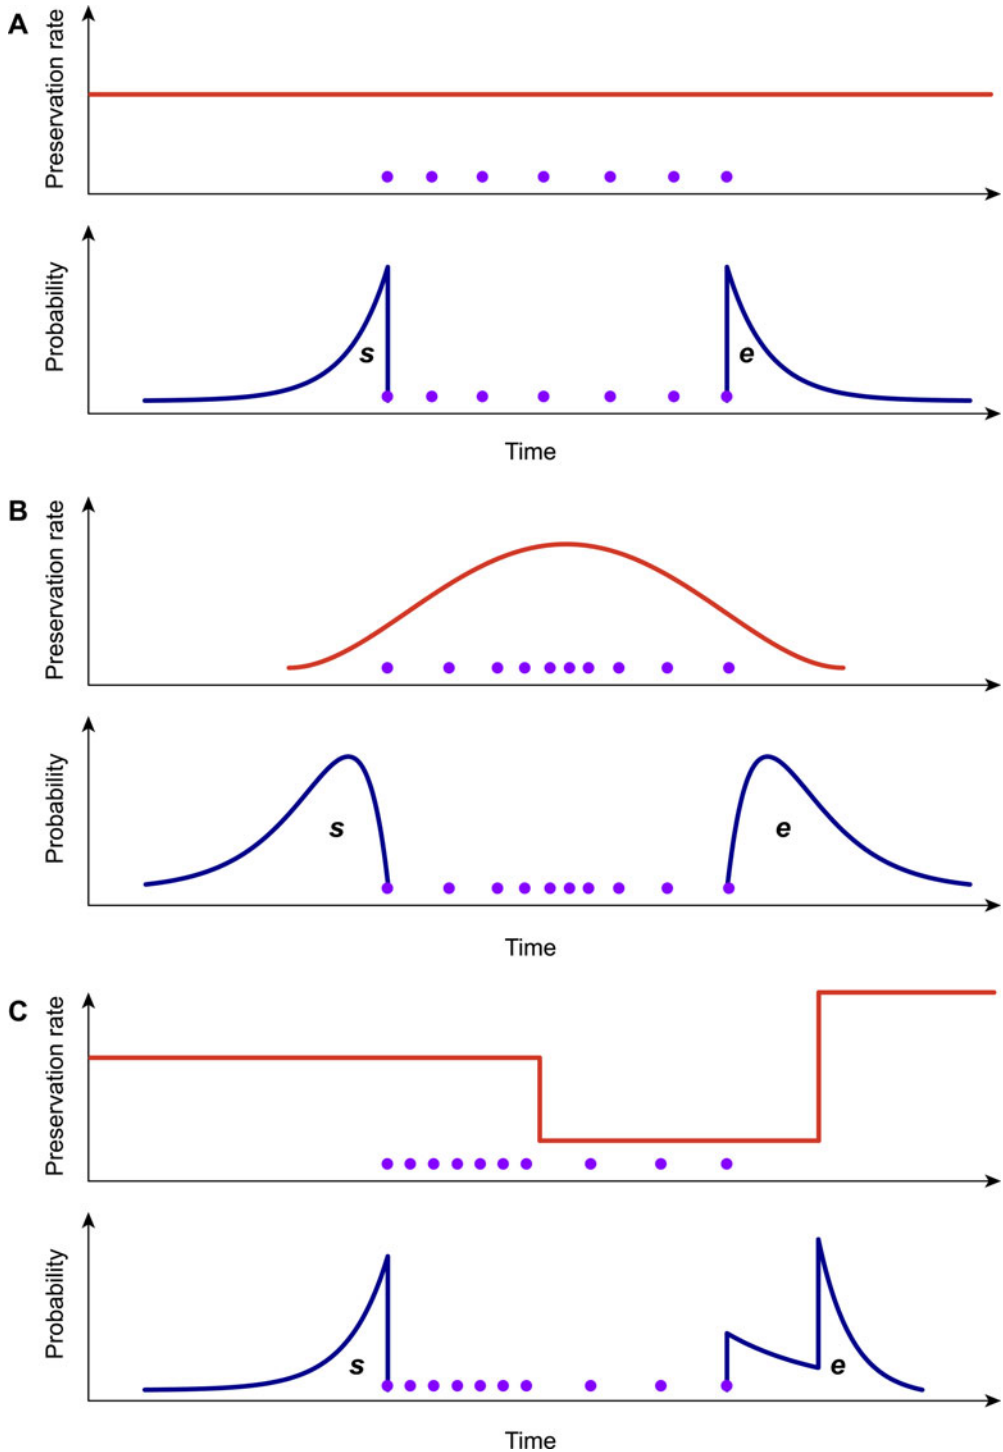 A
Preservation rate
Probability
s
e
Time
B
Preservation rate
Probability
s
e
Time
C
Preservation rate
Probability
s
e
Time